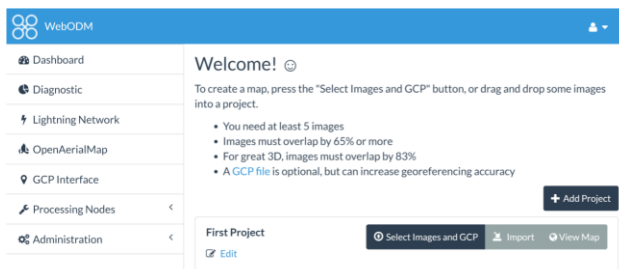 WebODM
Dashboard
Diagnostic
Lightning Network
OpenAerialMap
GCP Interface
Processing Nodes
Administration
Welcome!
To create a map, press the "Select Images and GCP" button, or drag and drop some images
into a project.
• You need at least 5 images
• Images must overlap by 65% or more
• For great 3D, images must overlap by 83%
• A GCP file is optional, but can increase georeferencing accuracy
+ Add Project
First Project
Select Images and GCP Import View Map
Edit